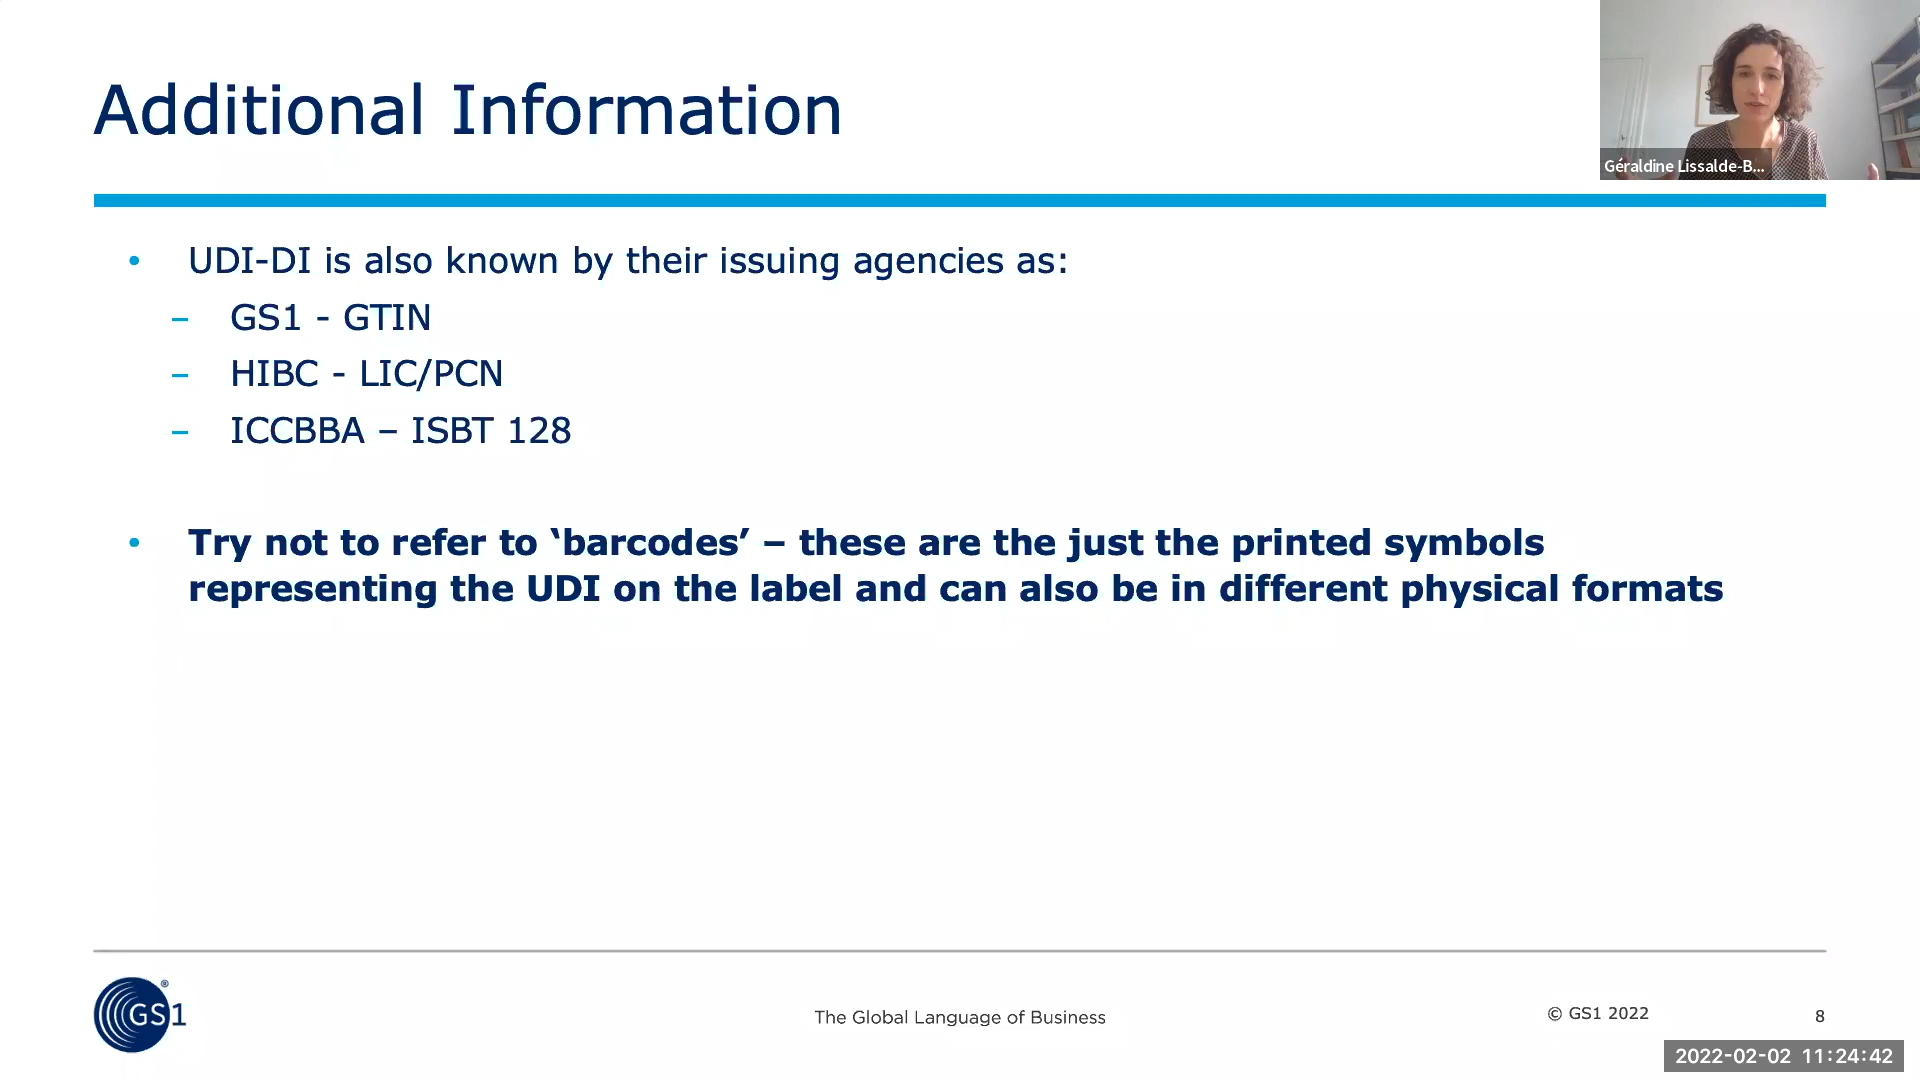 Additional Information
Géraldine Lissalde-B...
• UDI-DI is also known by their issuing agencies as:
– GS1 - GTIN
– HIBC - LIC/PCN
– ICCBBA – ISBT 128
• Try not to refer to ‘barcodes’ – these are the just the printed symbols
representing the UDI on the label and can also be in different physical formats
GS1®
The Global Language of Business
© GS1 2022
8
2022-02-02 11:24:42